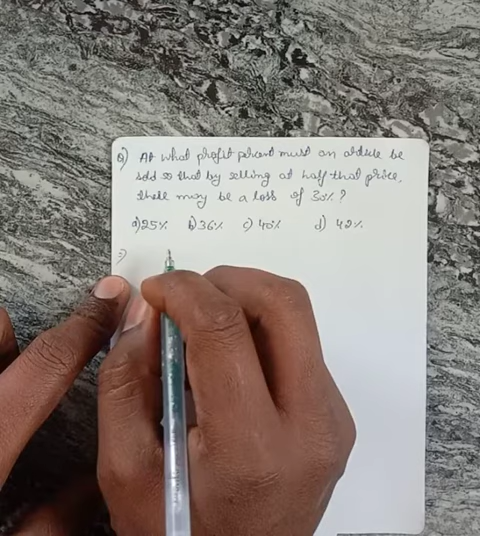 Q) At what profit percent must an article be
sold so that by selling at half that price,
there may be a loss of 30% ?
a) 25% b) 36% c) 40% d) 42%